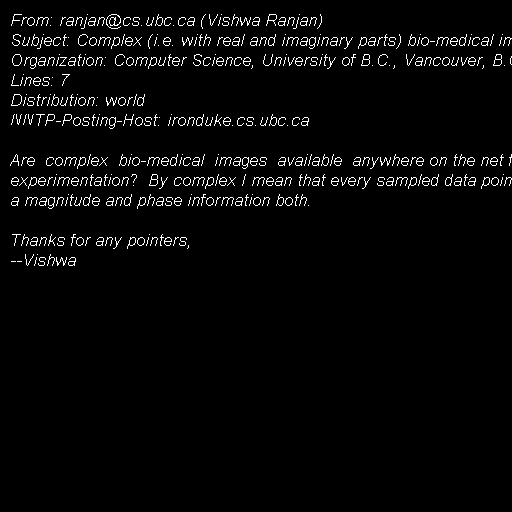 From: ranjan@cs.ubc.ca (Vishwa Ranjan)
Subject: Complex (i.e. with real and imaginary parts) bio-medical
Organization: Computer Science, University of B.C., Vancouver,
Lines: 7
Distribution: world
NNTP-Posting-Host: ironduke.cs.ubc.ca
Are complex bio-medical images available anywhere on the net
experimentation? By complex I mean that every sampled data
a magnitude and phase information both.
Thanks for any pointers,
--Vishwa